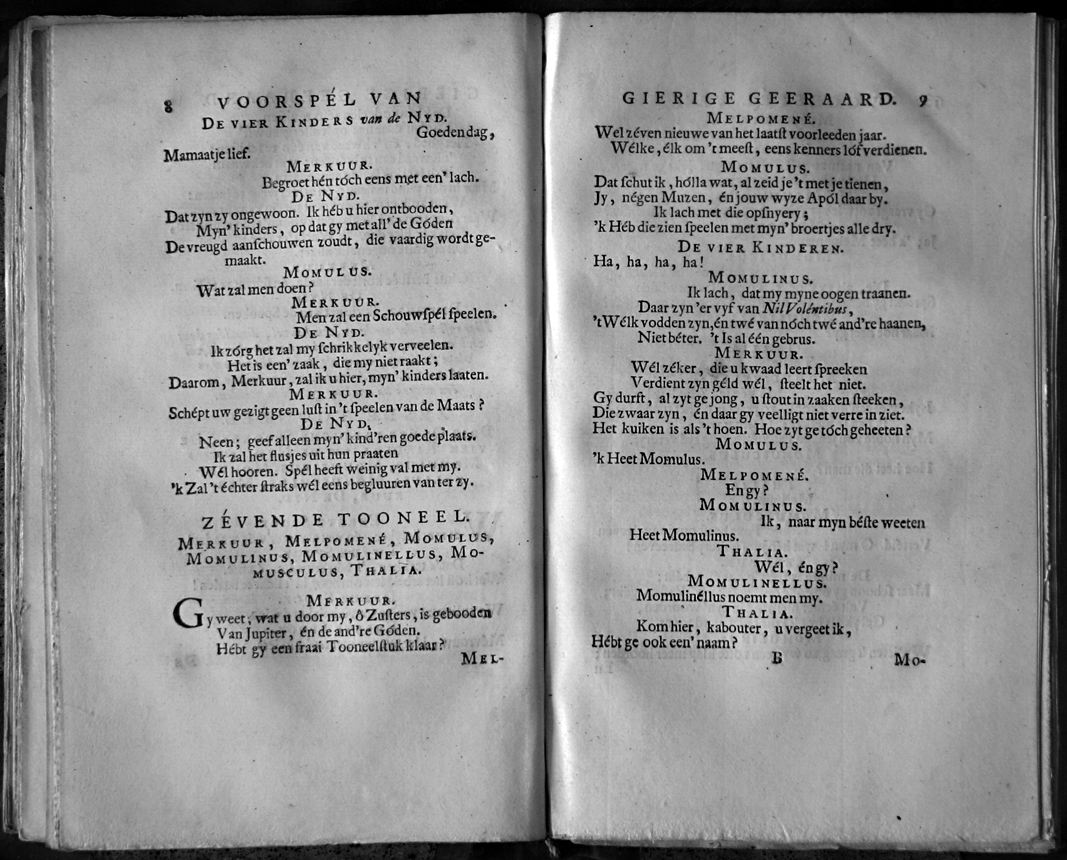 8 VOORSPÉL VAN
DE VIER KINDERS van de NYD.
Goeden dag,
Mamaatje lief.
MERKUUR.
Begroet hén tóch eens met een' lach.
DE NYD.
Dat zyn zy ongewoon. Ik héb u hier ontbooden,
Myn' kinders, op dat gy met all' de Góden
De vreugd aanſchouwen zoudt, die vaardig wordt ge-
maakt.
MOMULUS.
Wat zal men doen?
MERKUUR.
Men zal een Schouwſpél ſpeelen.
DE NYD.
Ik zórg het zal my ſchrikkelyk verveelen.
Het is een' zaak, die my niet raakt;
Daarom, Merkuur, zal ik u hier, myn' kinders laaten.
MERKUUR.
Schépt uw gezigt geen luſt in 't ſpeelen van de Maats?
DE NYD.
Neen; geef alleen myn' kind'ren goede plaats.
Ik zal het fluſjes uit hun praaten
Wél hooren. Spél heeft weinig val met my.
'k Zal 't échter ſtraks wél eens begluuren van ter zy.
ZÉVENDE TOONEEL.
MERKUUR, MELPOMENÉ, MOMULUS,
MOMULINUS, MOMULINELLUS, MO-
MUSCULUS, THALIA.
MERKUUR.
Gy weet, wat u door my, ô Zuſters, is gebooden
Van Jupiter, én de and're Góden.
Hébt gy een fraai Tooneelſtuk klaar?
MEL-
GIERIGE GEERAARD. 9
MELPOMENÉ.
Wel zéven nieuwe van het laatſt voorleeden jaar.
Wélke, élk om 't meeſt, eens kenners lóf verdienen.
MOMULUS.
Dat ſchut ik, hólla wat, al zeid je 't met je tienen,
Jy, négen Muzen, én jouw wyze Apól daar by.
Ik lach met die opſnyery;
'k Héb die zien ſpeelen met myn' broertjes alle dry.
DE VIER KINDEREN.
Ha, ha, ha, ha!
MOMULINUS.
Ik lach, dat my myne oogen traanen.
Daar zyn 'er vyf van Nil Voléntibus,
't Wélk vodden zyn, én twé van nóch twé and're haanen,
Niet béter. 't Is al één gebrus.
MERKUUR.
Wél zéker, die u kwaad leert ſpreeken
Verdient zyn géld wél, ſteelt het niet.
Gy durſt, al zyt ge jong, u ſtout in zaaken ſteeken,
Die zwaar zyn, én daar gy veelligt niet verre in ziet.
Het kuiken is als 't hoen. Hoe zyt ge tóch geheeten?
MOMULUS.
'k Heet Momulus.
MELPOMENÉ.
En gy?
MOMULINUS.
Ik, naar myn béſte weeten
Heet Momulinus.
THALIA.
Wél, én gy?
MOMULINELLUS.
Momulinéllus noemt men my.
THALIA.
Kom hier, kabouter, u vergeet ik,
Hébt ge ook een' naam?
B
MO-